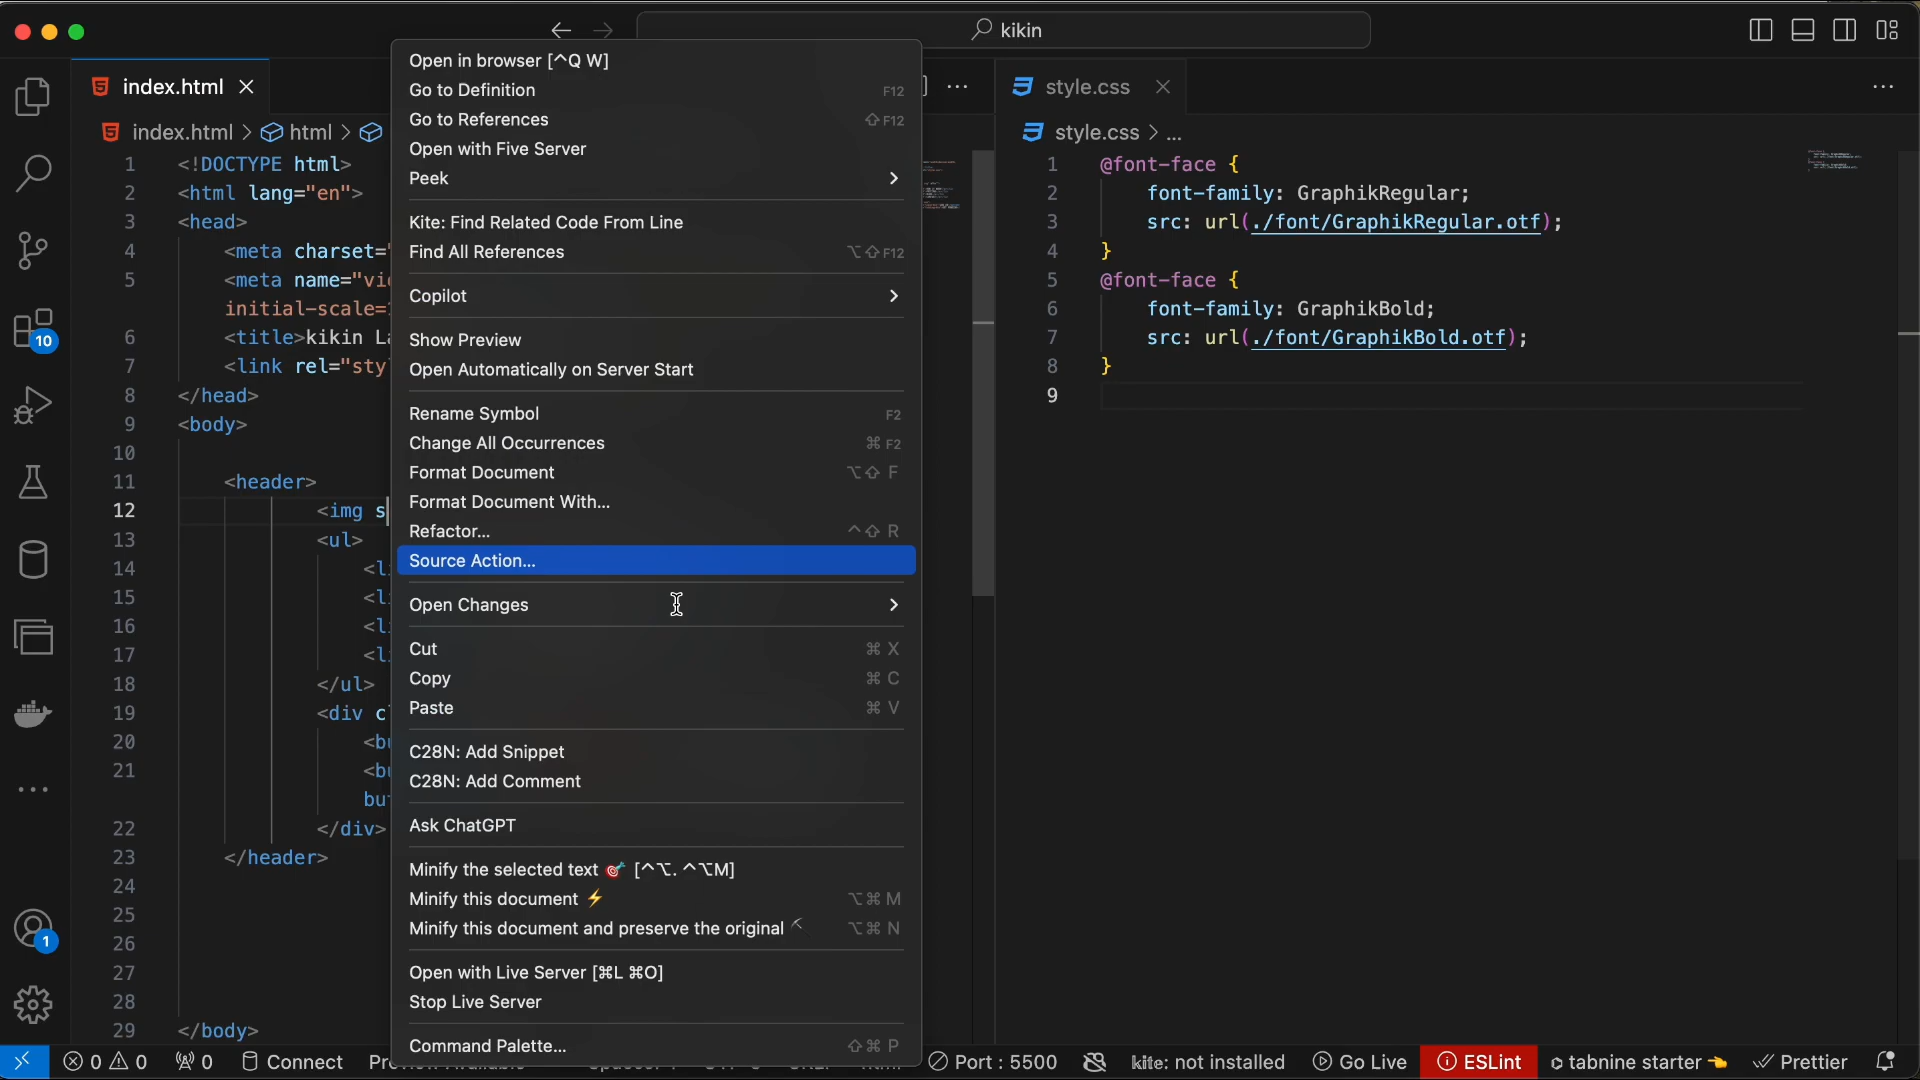 kikin
index.html
index.html > html >
1 <!DOCTYPE html>
2 <html lang="en">
3 <head>
4 <meta charset="
5 <meta name="vi
initial-scale=
6 <title>kikin L
7 <link rel="sty
8 </head>
9 <body>
10
11 <header>
12 <img s
13 <ul>
14 <l
15 <l
16 <l
17 <l
18 </ul>
19 <div c
20 <b
21 <b
bu
22 </div>
23 </header>
24
25
26
27
28
29 </body>
10
1
Open in browser [^Q W]
Go to Definition F12
Go to References ⇧F12
Open with Five Server
Peek
Kite: Find Related Code From Line
Find All References ⌥⇧F12
Copilot
Show Preview
Open Automatically on Server Start
Rename Symbol F2
Change All Occurrences ⌘F2
Format Document ⌥⇧ F
Format Document With...
Refactor... ^⇧ R
Source Action...
Open Changes
Cut ⌘ X
Copy ⌘ C
Paste ⌘ V
C28N: Add Snippet
C28N: Add Comment
Ask ChatGPT
Minify the selected text 🎯 [^⌥. ^⌥M]
Minify this document ⚡ ⌥⌘ M
Minify this document and preserve the original ⌥⌘ N
Open with Live Server [⌘L ⌘O]
Stop Live Server
Command Palette... ⇧⌘ P
style.css
style.css > ...
1 @font-face {
2 font-family: GraphikRegular;
3 src: url(./font/GraphikRegular.otf);
4 }
5 @font-face {
6 font-family: GraphikBold;
7 src: url(./font/GraphikBold.otf);
8 }
9
0 0 0 Connect Port : 5500 kite: not installed Go Live ESLint tabnine starter 👈 Prettier